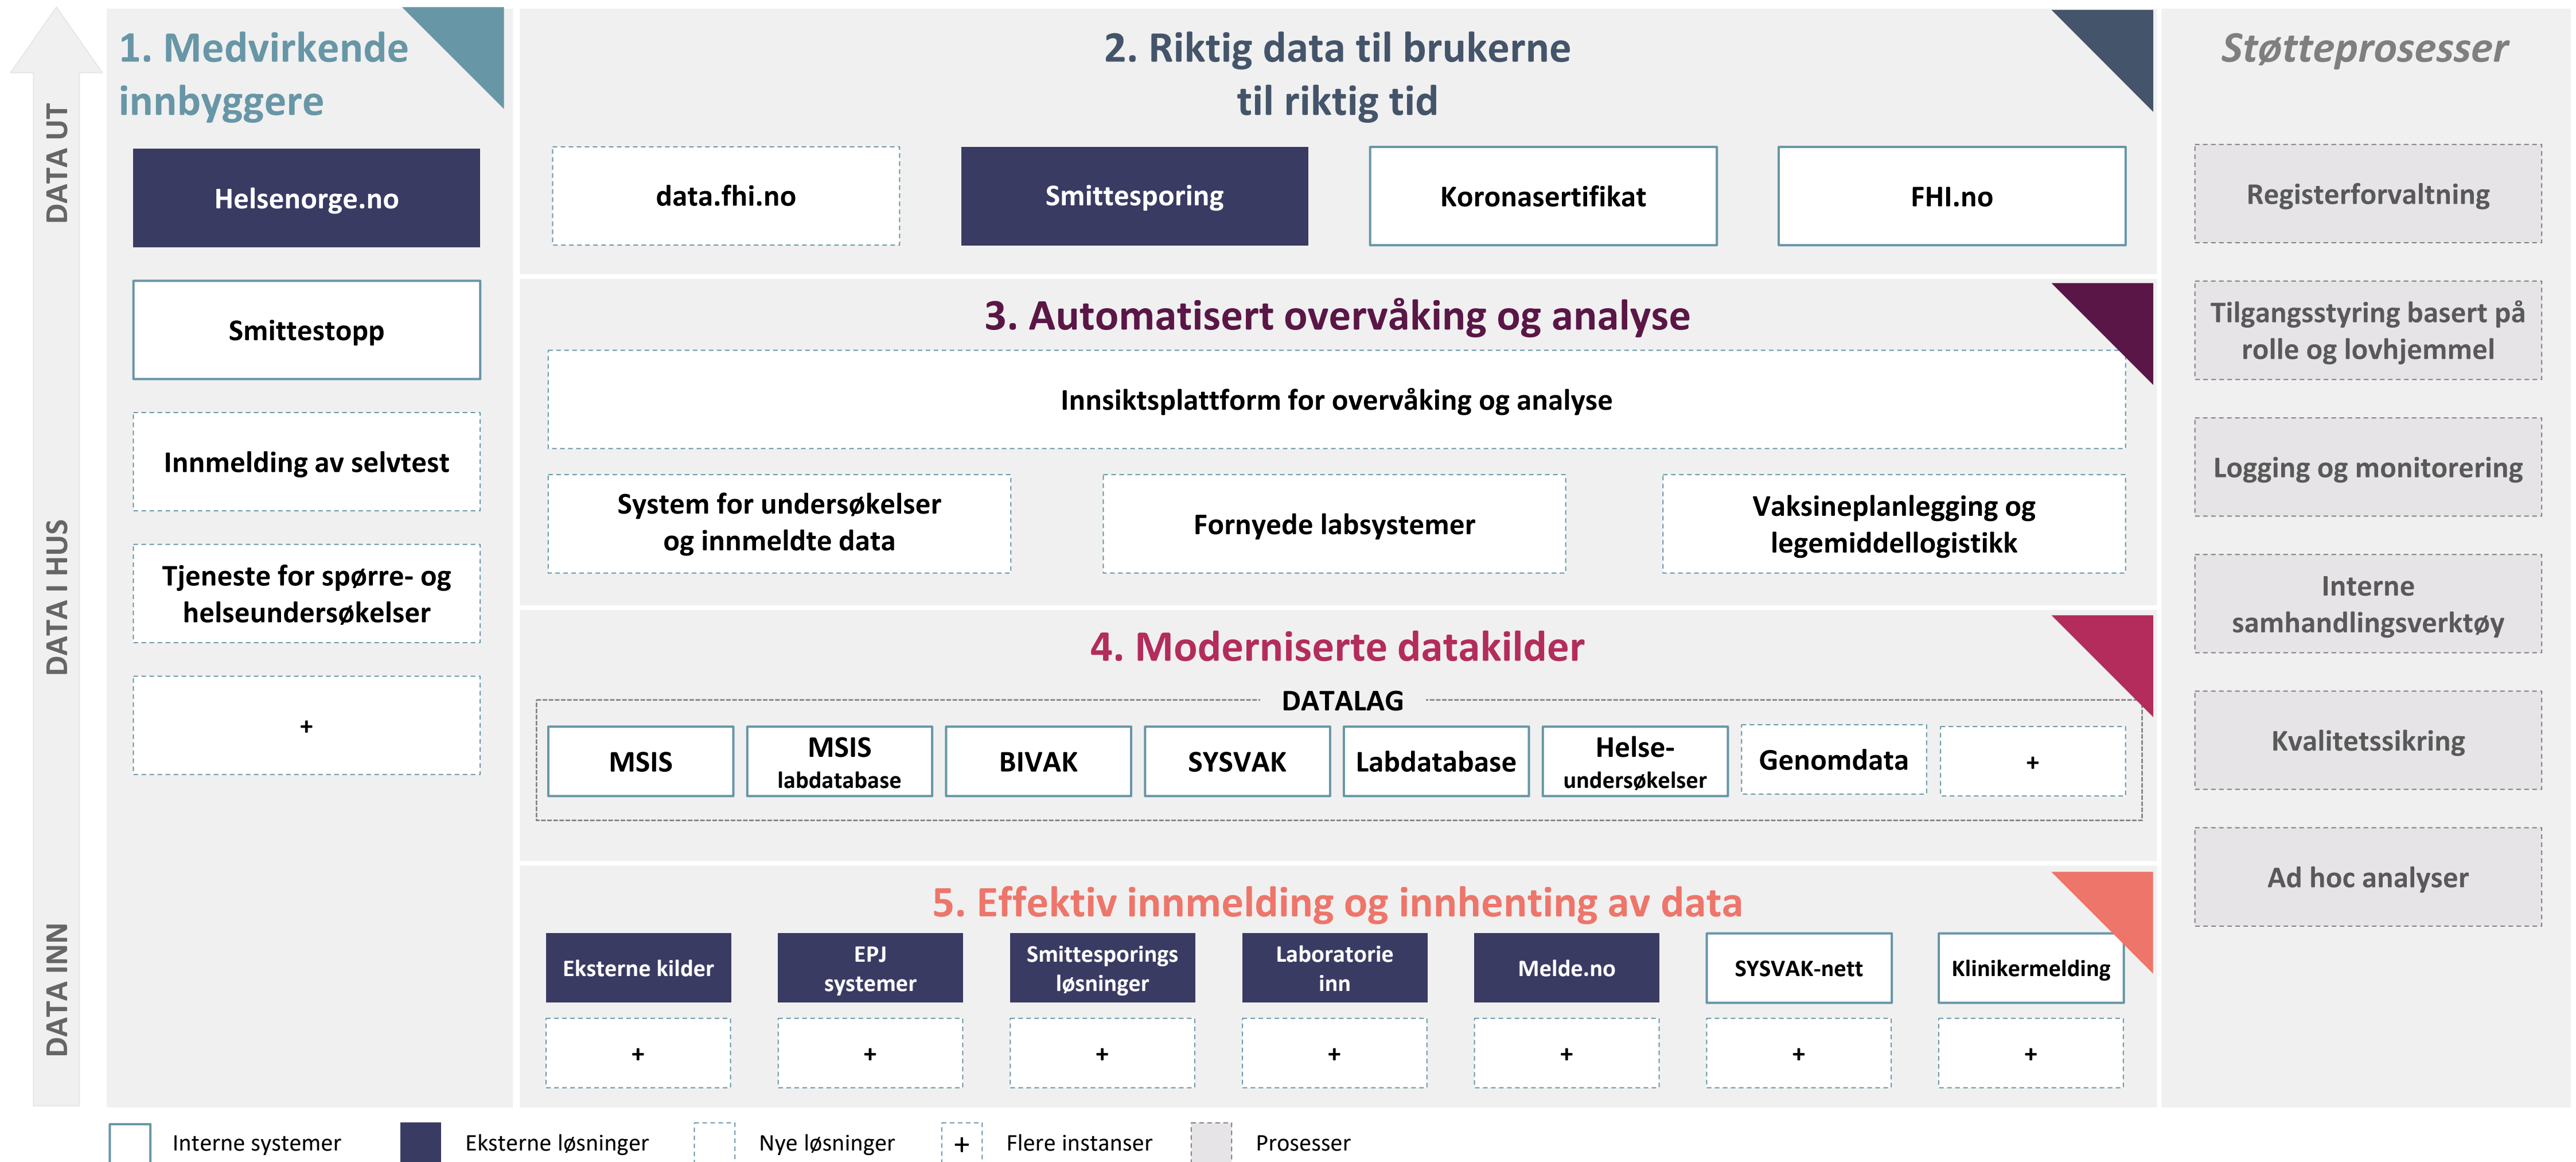 DATA UT
DATA I HUS
DATA INN
1. Medvirkende
innbyggere
Helsenorge.no
Smittestopp
Innmelding av selvtest
Tjeneste for spørre- og
helseundersøkelser
+
2. Riktig data til brukerne
til riktig tid
data.fhi.no
Smittesporing
Koronasertifikat
FHI.no
3. Automatisert overvåking og analyse
Innsiktsplattform for overvåking og analyse
System for undersøkelser
og innmeldte data
Fornyede labsystemer
Vaksineplanlegging og
legemiddellogistikk
4. Moderniserte datakilder
DATALAG
MSIS
MSIS
labdatabase
BIVAK
SYSVAK
Labdatabase
Helse-
undersøkelser
Genomdata
+
5. Effektiv innmelding og innhenting av data
Eksterne kilder
EPJ
systemer
Smittesporings
løsninger
Laboratorie
inn
Melde.no
SYSVAK-nett
Klinikermelding
+
+
+
+
+
+
+
Støtteprosesser
Registerforvaltning
Tilgangsstyring basert på
rolle og lovhjemmel
Logging og monitorering
Interne
samhandlingsverktøy
Kvalitetssikring
Ad hoc analyser
Interne systemer
Eksterne løsninger
Nye løsninger
+ Flere instanser
Prosesser